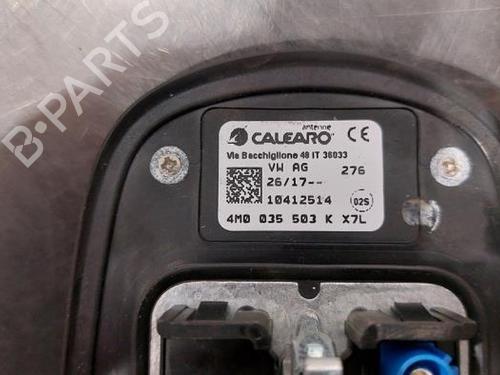 antenne
CALEARO CE
Via Bacchiglione 49 IT 36033
VW AG 276
26/17--
10412514 02S
4M0 035 503 K X7L
B-PARTS